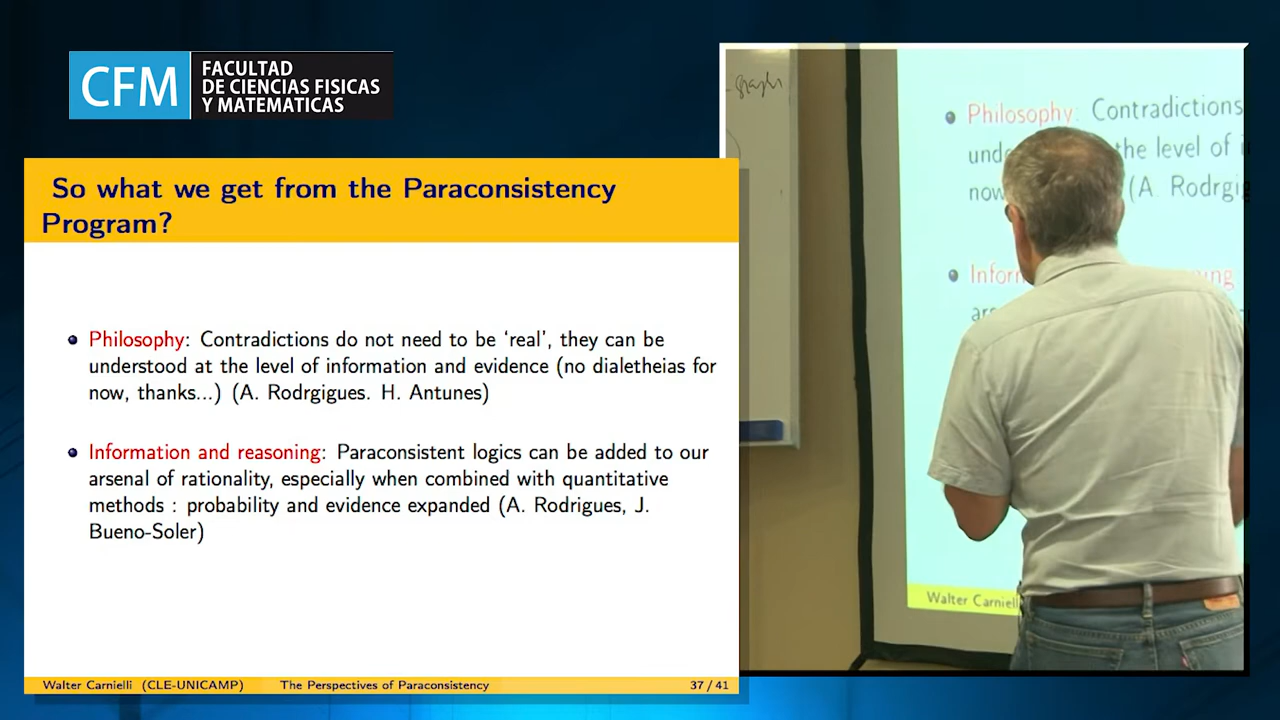 CFM
FACULTAD
DE CIENCIAS FISICAS
Y MATEMATICAS
So what we get from the Paraconsistency
Program?
Philosophy: Contradictions do not need to be ‘real’, they can be
understood at the level of information and evidence (no dialetheias for
now, thanks...) (A. Rodrgigues. H. Antunes)
Information and reasoning: Paraconsistent logics can be added to our
arsenal of rationality, especially when combined with quantitative
methods : probability and evidence expanded (A. Rodrigues, J.
Bueno-Soler)
Walter Carnielli (CLE-UNICAMP) The Perspectives of Paraconsistency 37 / 41
graphs
Philosophy: Contradictions
the level of
now (A. Rodrgig
Walter Carniell